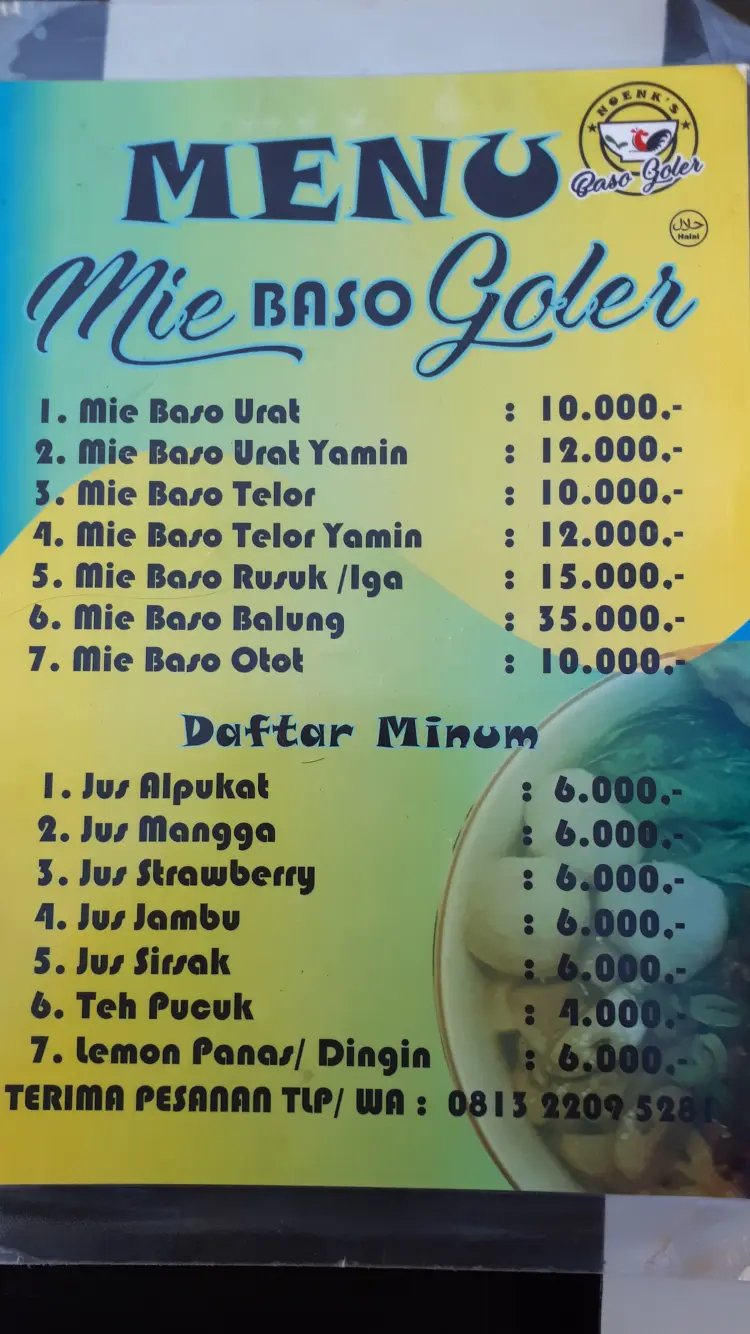 NGENK'S
Baso Goler
MENU
حلال
Halal
Mie BASO Goler
1. Mie Baso Urat : 10.000.-
2. Mie Baso Urat Yamin : 12.000.-
3. Mie Baso Telor : 10.000.-
4. Mie Baso Telor Yamin : 12.000.-
5. Mie Baso Rusuk /Iga : 15.000.-
6. Mie Baso Balung : 35.000.-
7. Mie Baso Otot : 10.000.-
Daftar Minum
1. Jus Alpukat : 6.000.-
2. Jus Mangga : 6.000.-
3. Jus Strawberry : 6.000.-
4. Jus Jambu : 6.000.-
5. Jus Sirsak : 6.000.-
6. Teh Pucuk : 4.000.-
7. Lemon Panas/ Dingin : 6.000.-
TERIMA PESANAN TLP/ WA : 0813 2209 5281